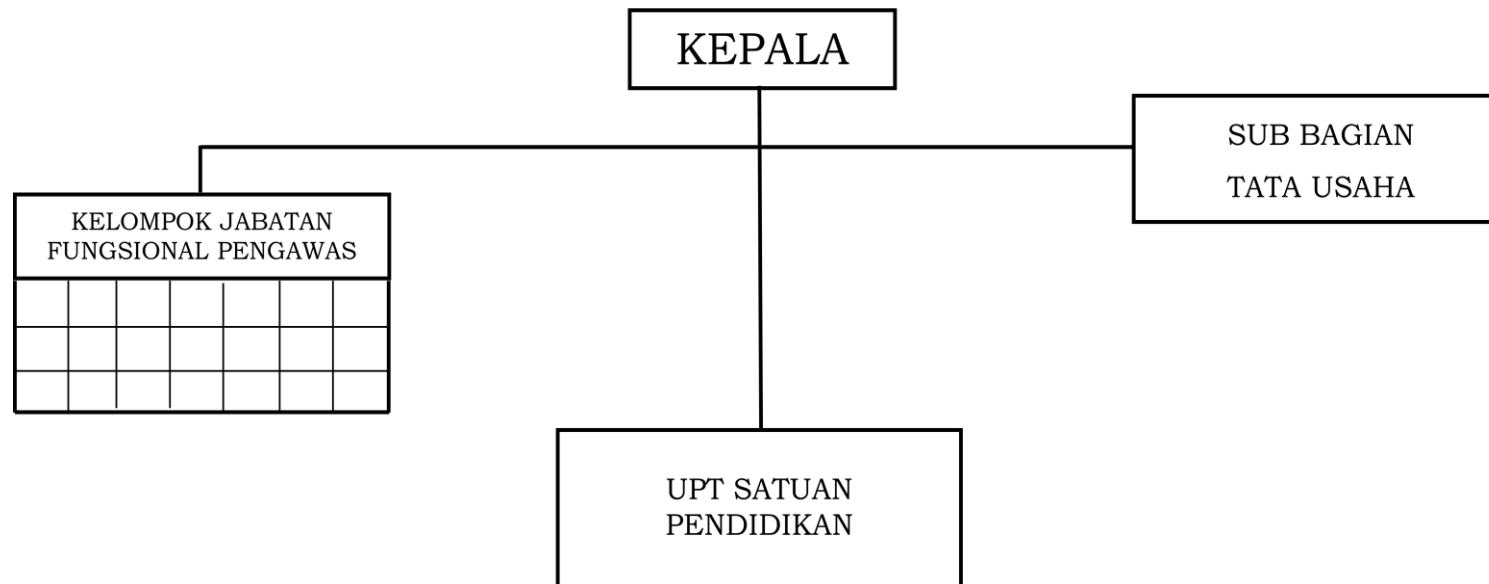 KEPALA
SUB BAGIAN
TATA USAHA
KELOMPOK JABATAN
FUNGSIONAL PENGAWAS
UPT SATUAN
PENDIDIKAN